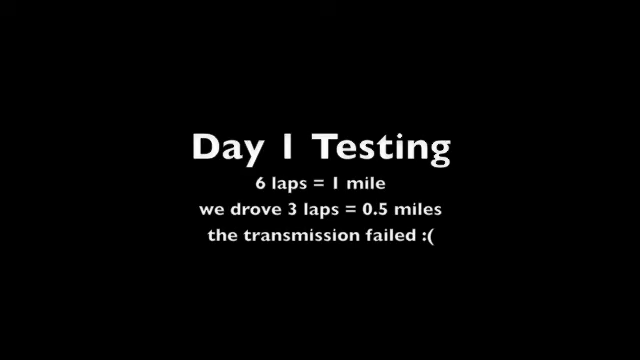 Day 1 Testing
6 laps = 1 mile
we drove 3 laps = 0.5 miles
the transmission failed :(